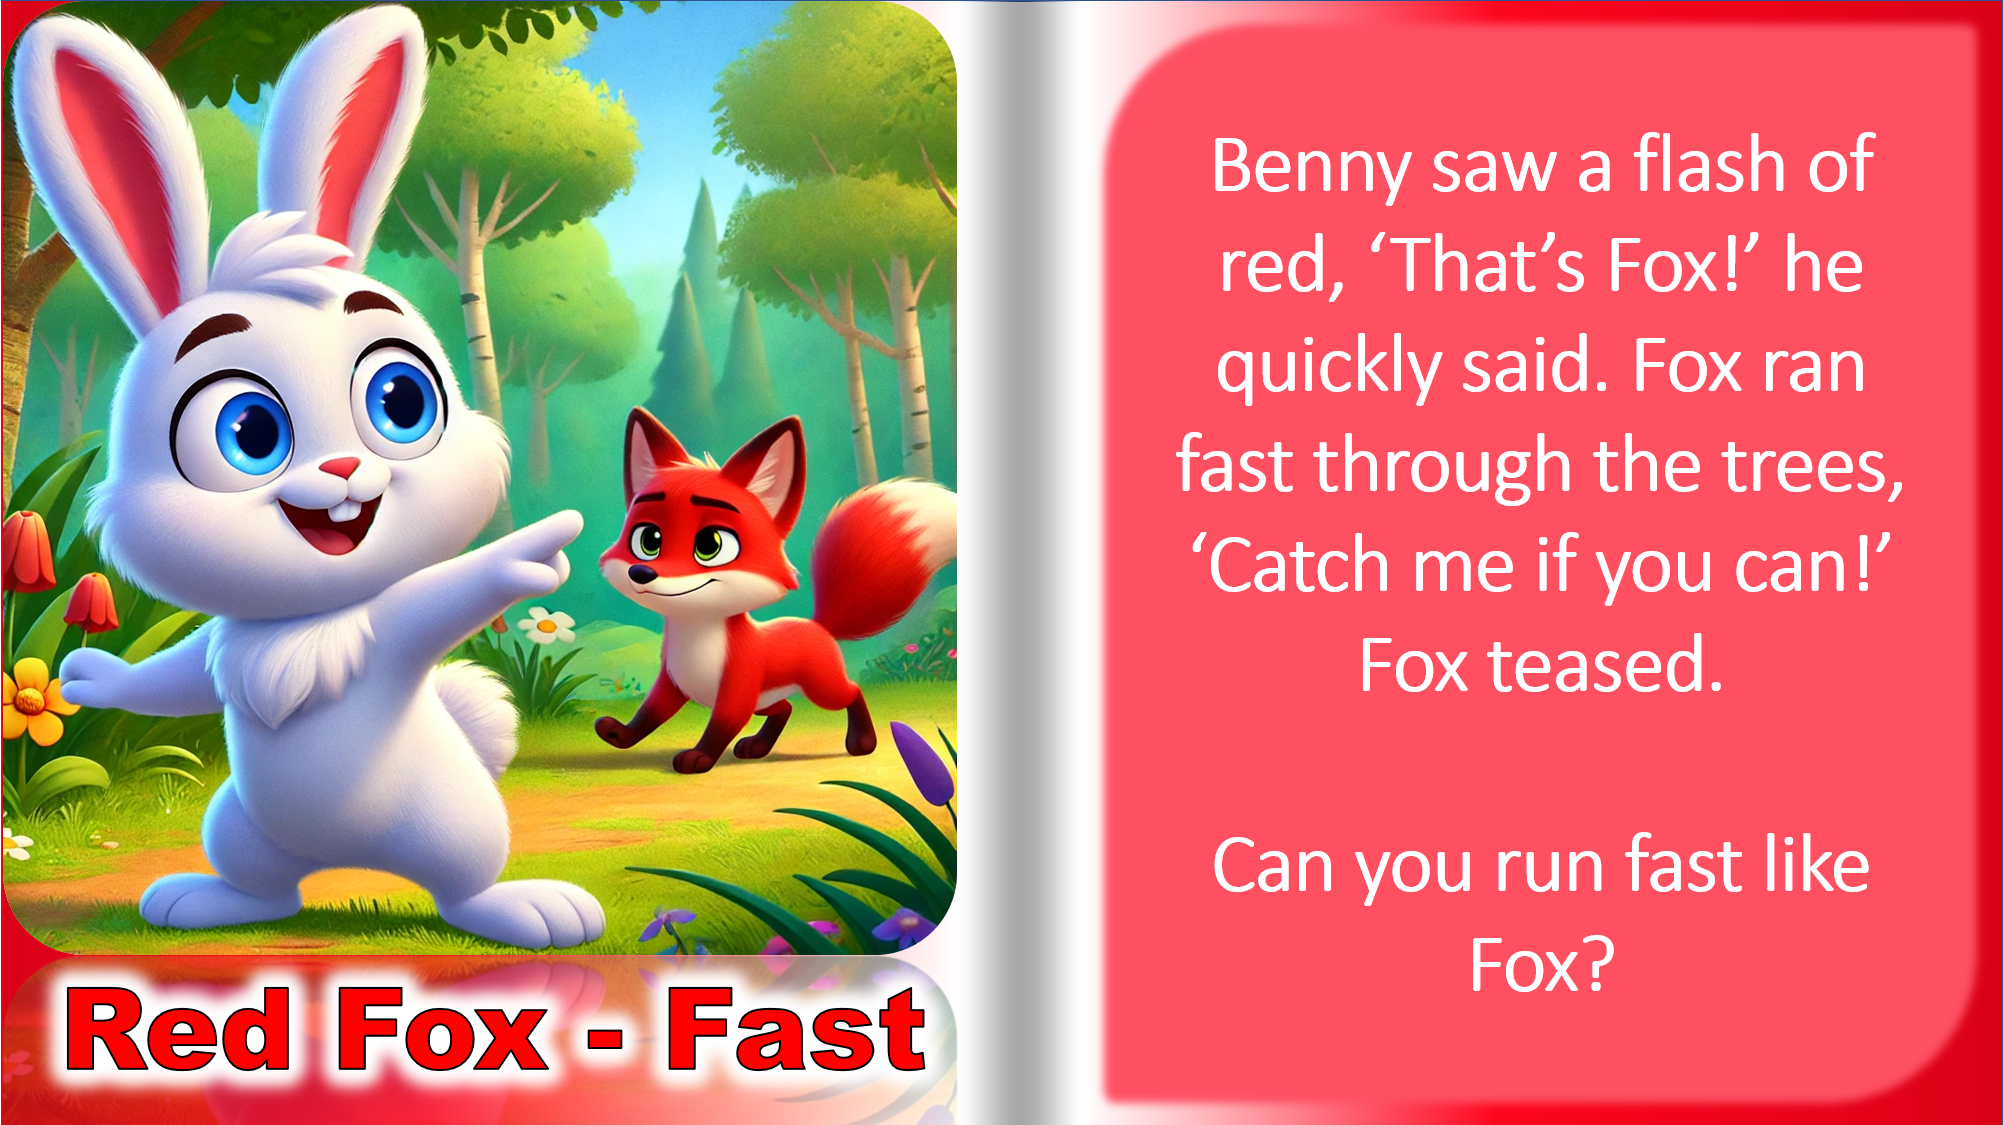 Red Fox - Fast
Benny saw a flash of
red, ‘That’s Fox!’ he
quickly said. Fox ran
fast through the trees,
‘Catch me if you can!’
Fox teased.
Can you run fast like
Fox?